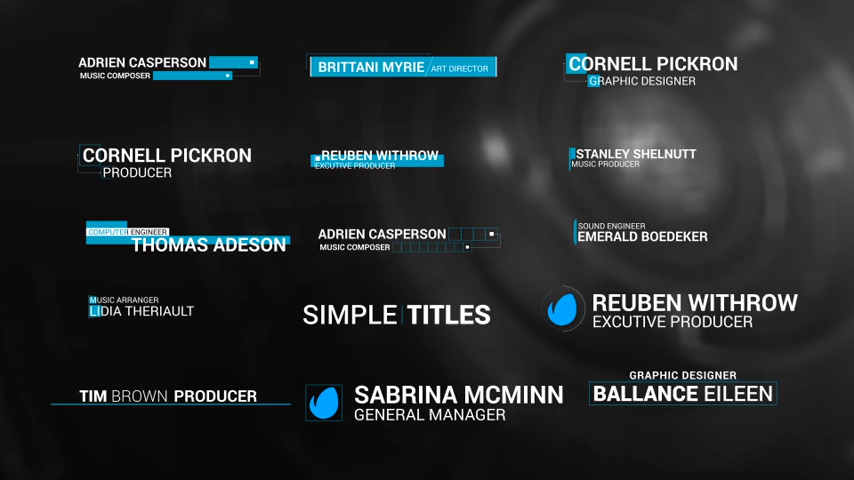 ADRIEN CASPERSON
MUSIC COMPOSER
BRITTANI MYRIE ART DIRECTOR
CORNELL PICKRON
GRAPHIC DESIGNER
CORNELL PICKRON
PRODUCER
REUBEN WITHROW
EXCUTIVE PRODUCER
STANLEY SHELNUTT
MUSIC PRODUCER
COMPUTER ENGINEER
THOMAS ADESON
ADRIEN CASPERSON
MUSIC COMPOSER
SOUND ENGINEER
EMERALD BOEDEKER
MUSIC ARRANGER
LIDIA THERIAULT
SIMPLE TITLES
REUBEN WITHROW
EXCUTIVE PRODUCER
TIM BROWN PRODUCER
SABRINA MCMINN
GENERAL MANAGER
GRAPHIC DESIGNER
BALLANCE EILEEN